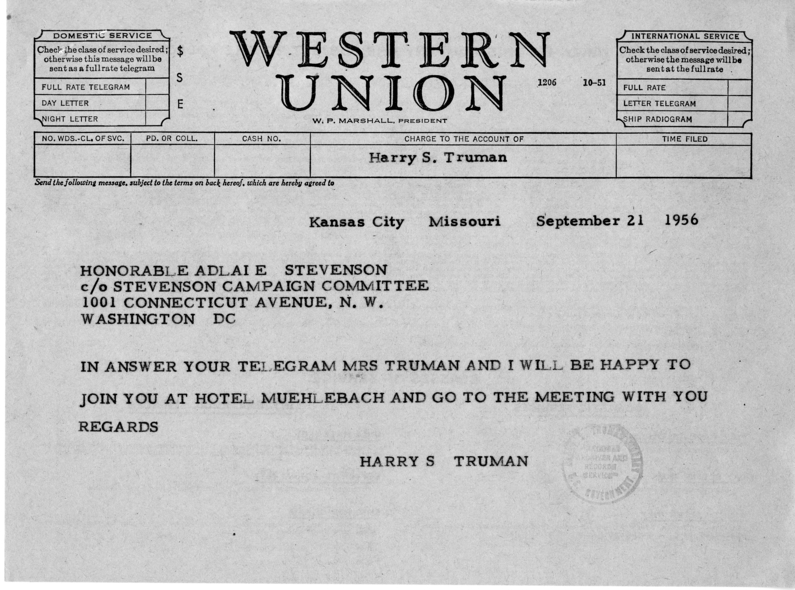 DOMESTIC SERVICE
Check the class of service desired;
otherwise this message will be
sent as a full rate telegram
FULL RATE TELEGRAM
DAY LETTER
NIGHT LETTER
$
S
E
WESTERN
UNION
1206 10-51
W. P. MARSHALL, PRESIDENT
INTERNATIONAL SERVICE
Check the class of service desired;
otherwise the message will be
sent at the full rate
FULL RATE
LETTER TELEGRAM
SHIP RADIOGRAM
NO. WDS.-CL. OF SVC. PD. OR COLL. CASH NO. CHARGE TO THE ACCOUNT OF TIME FILED
Harry S. Truman
Send the following message, subject to the terms on back hereof, which are hereby agreed to
Kansas City Missouri September 21 1956
HONORABLE ADLAI E STEVENSON
c/o STEVENSON CAMPAIGN COMMITTEE
1001 CONNECTICUT AVENUE, N. W.
WASHINGTON DC
IN ANSWER YOUR TELEGRAM MRS TRUMAN AND I WILL BE HAPPY TO
JOIN YOU AT HOTEL MUEHLEBACH AND GO TO THE MEETING WITH YOU
REGARDS
HARRY S TRUMAN